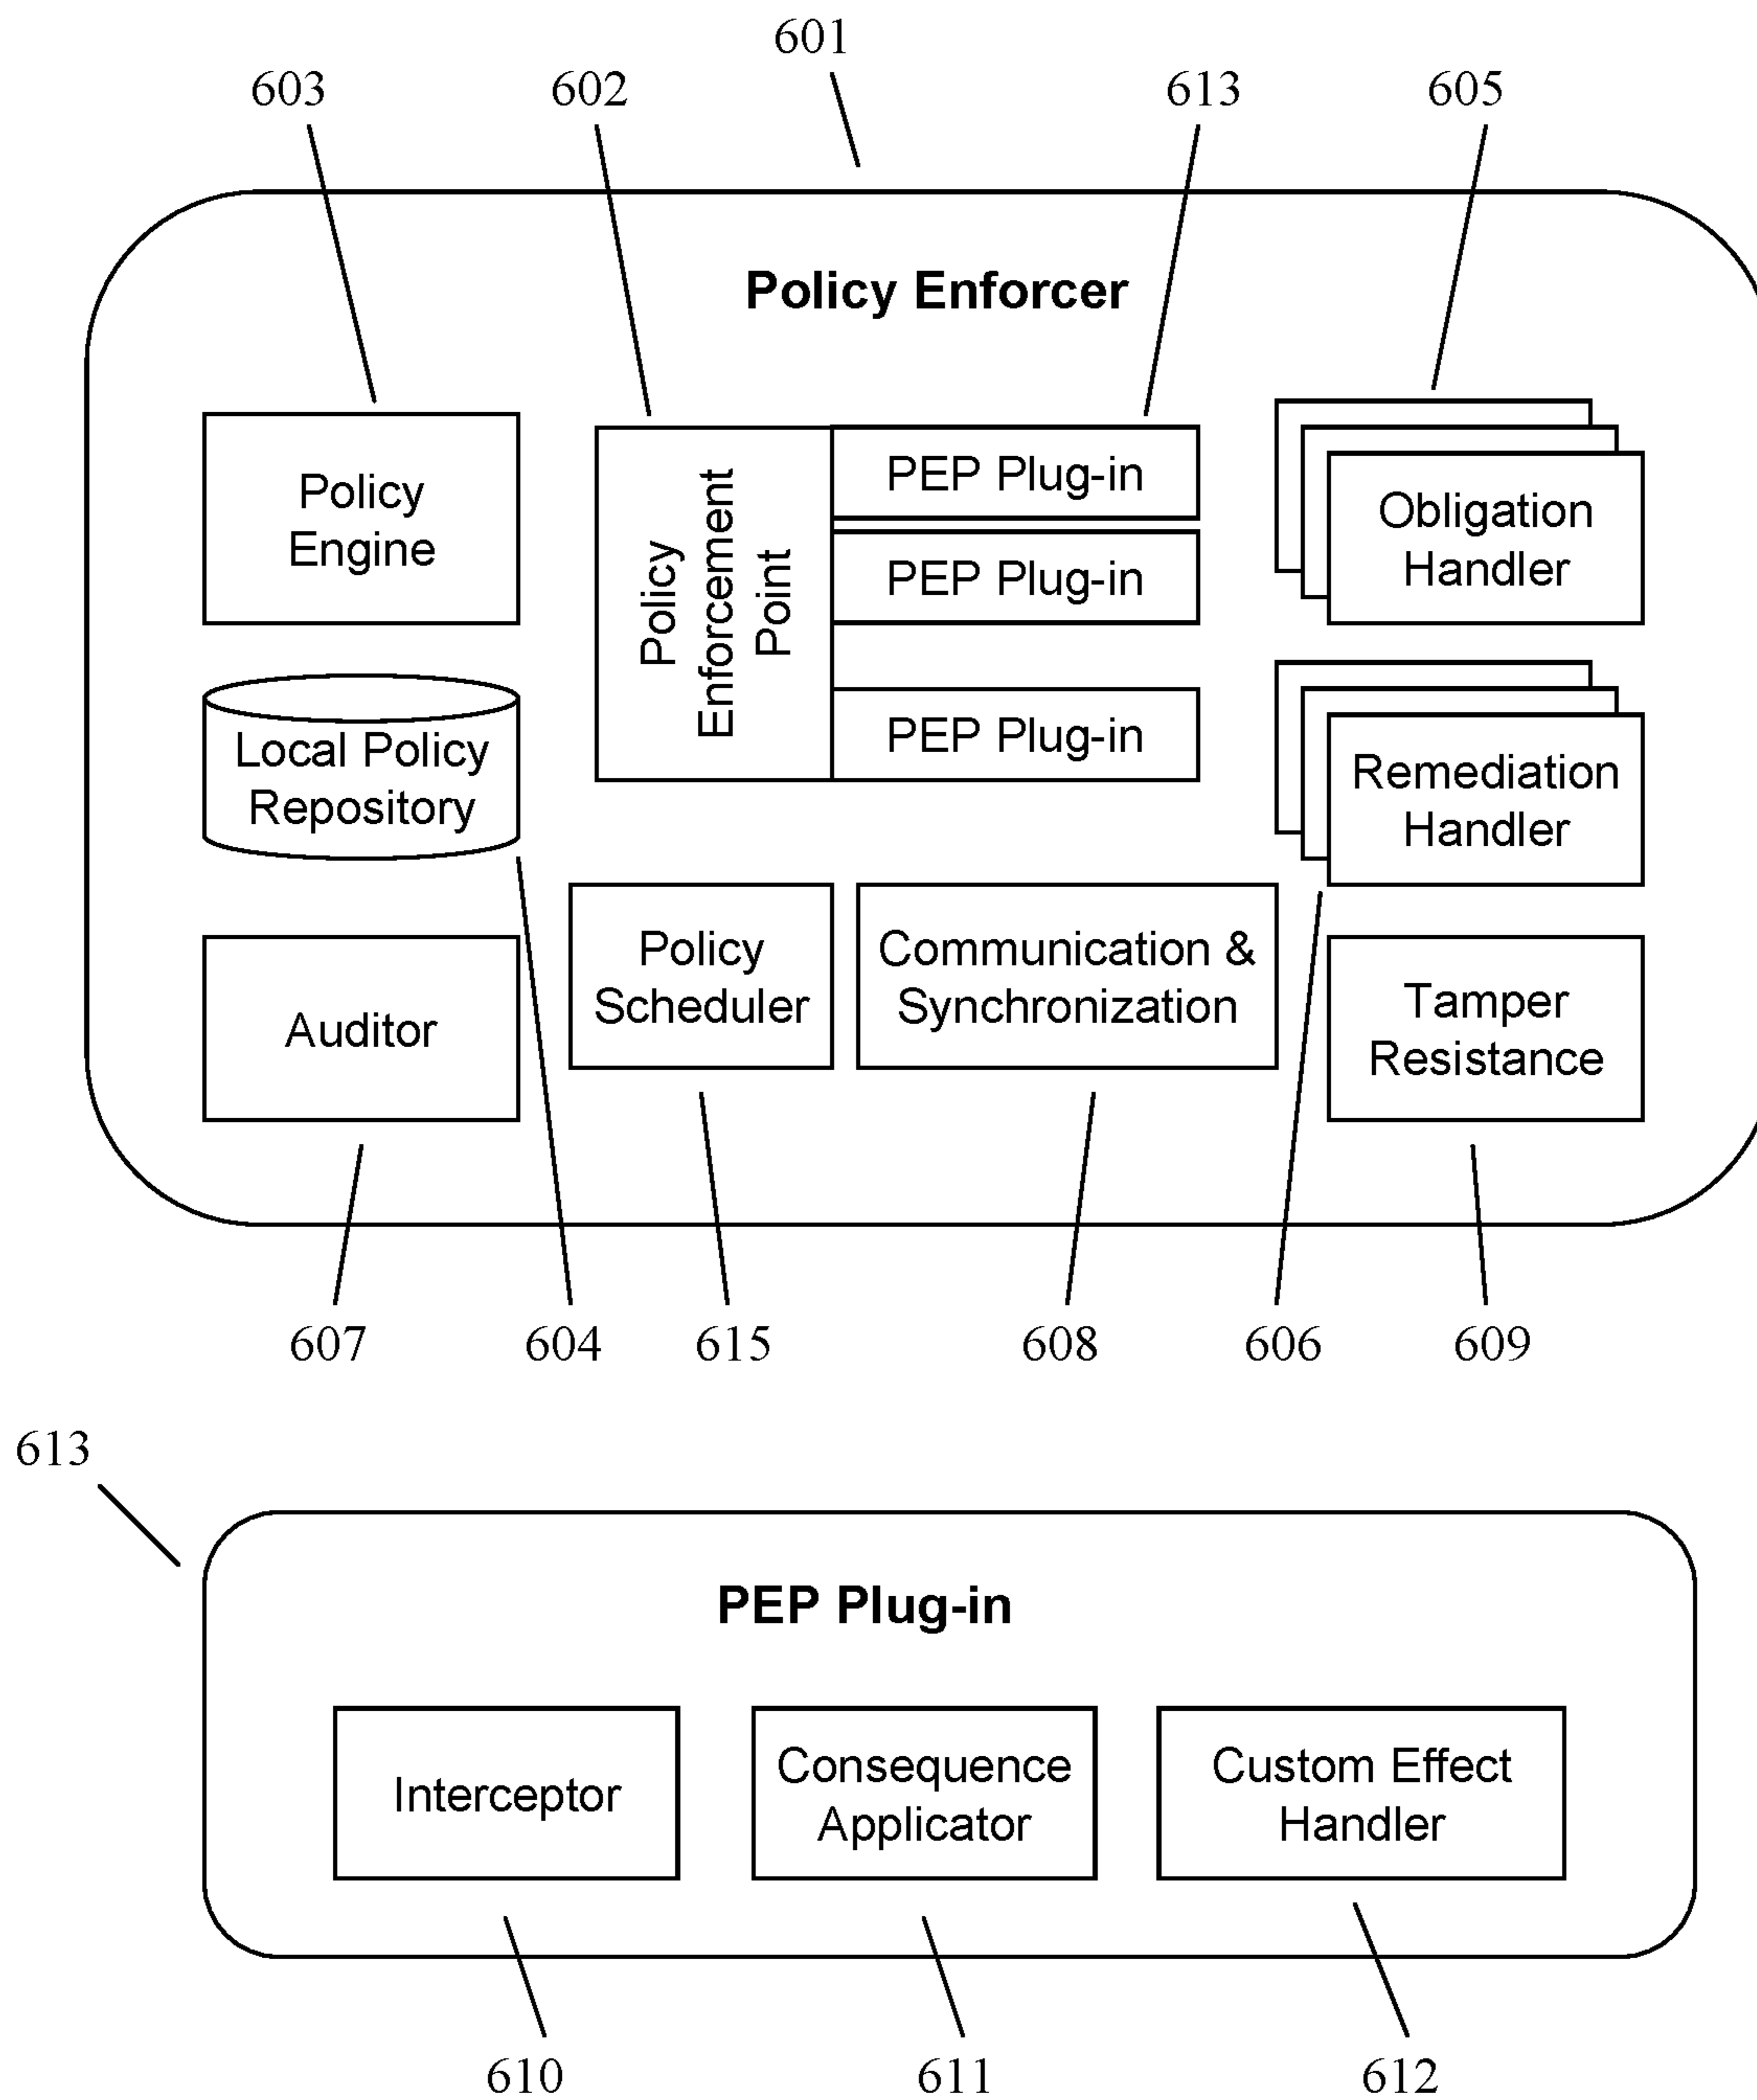 601
603
602
613
605
Policy Enforcer
Policy
Engine
Policy
Enforcement
Point
PEP Plug-in
PEP Plug-in
PEP Plug-in
Obligation
Handler
Local Policy
Repository
Remediation
Handler
Auditor
Policy
Scheduler
Communication &
Synchronization
Tamper
Resistance
607
604
615
608
606
609
613
PEP Plug-in
Interceptor
Consequence
Applicator
Custom Effect
Handler
610
611
612